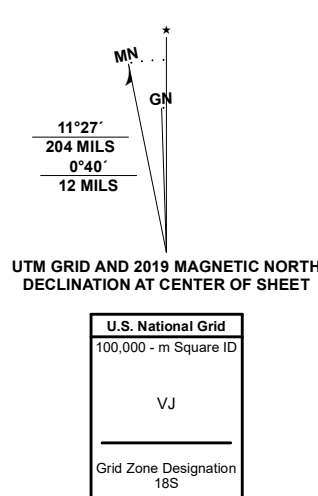 ★
MN
GN
11°27´
204 MILS
0°40´
12 MILS
UTM GRID AND 2019 MAGNETIC NORTH
DECLINATION AT CENTER OF SHEET
U.S. National Grid
100,000 - m Square ID
VJ
Grid Zone Designation
18S